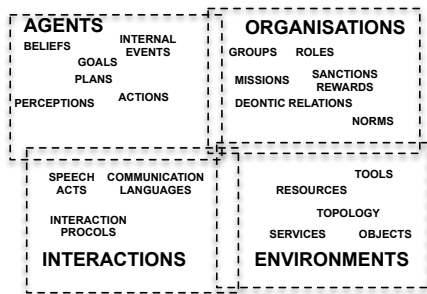 AGENTS
BELIEFS
INTERNAL
EVENTS
GOALS
PLANS
PERCEPTIONS
ACTIONS
ORGANISATIONS
GROUPS
ROLES
MISSIONS
SANCTIONS
REWARDS
DEONTIC RELATIONS
NORMS
SPEECH
ACTS
COMMUNICATION
LANGUAGES
INTERACTION
PROCOLS
INTERACTIONS
TOOLS
RESOURCES
TOPOLOGY
SERVICES
OBJECTS
ENVIRONMENTS